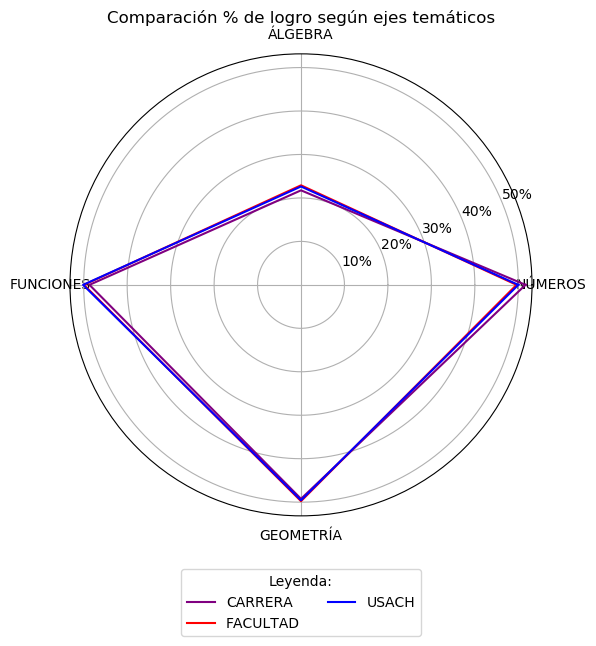 Comparación % de logro según ejes temáticos
ÁLGEBRA
50%
40%
30%
20%
10%
FUNCIONES
NÚMEROS
GEOMETRÍA
Leyenda:
CARRERA
USACH
FACULTAD